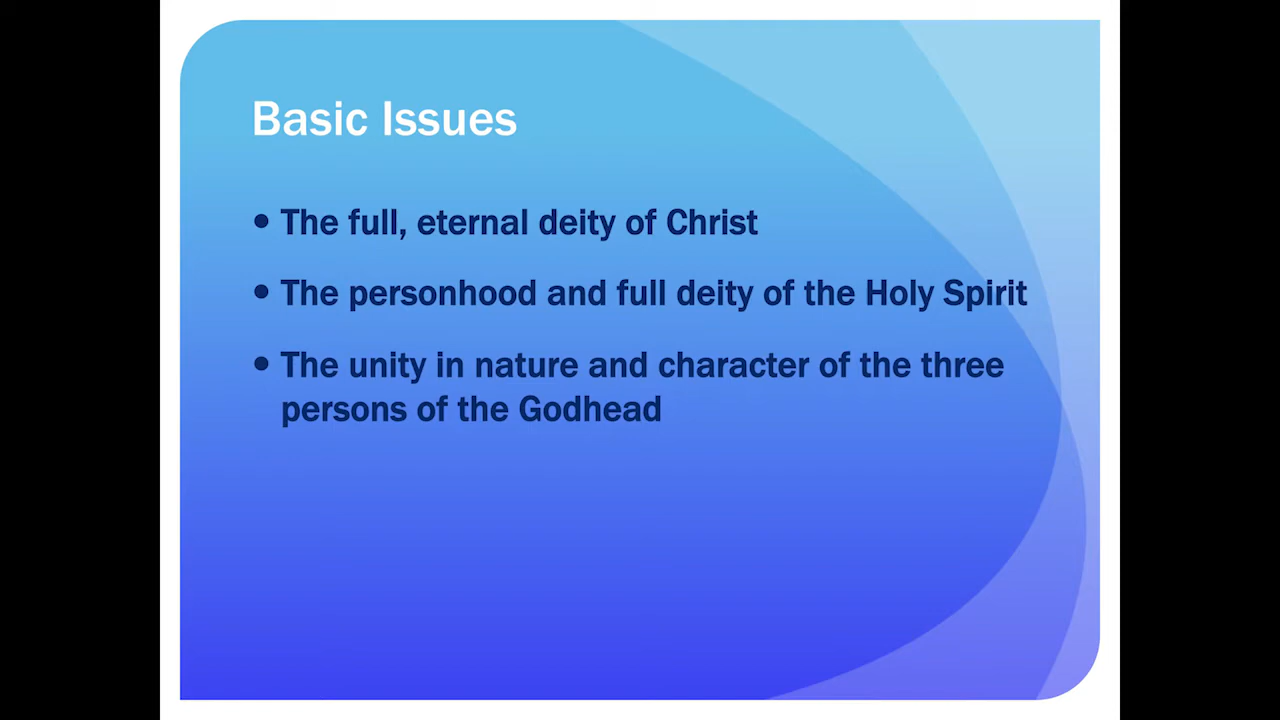 Basic Issues
• The full, eternal deity of Christ
• The personhood and full deity of the Holy Spirit
• The unity in nature and character of the three
persons of the Godhead